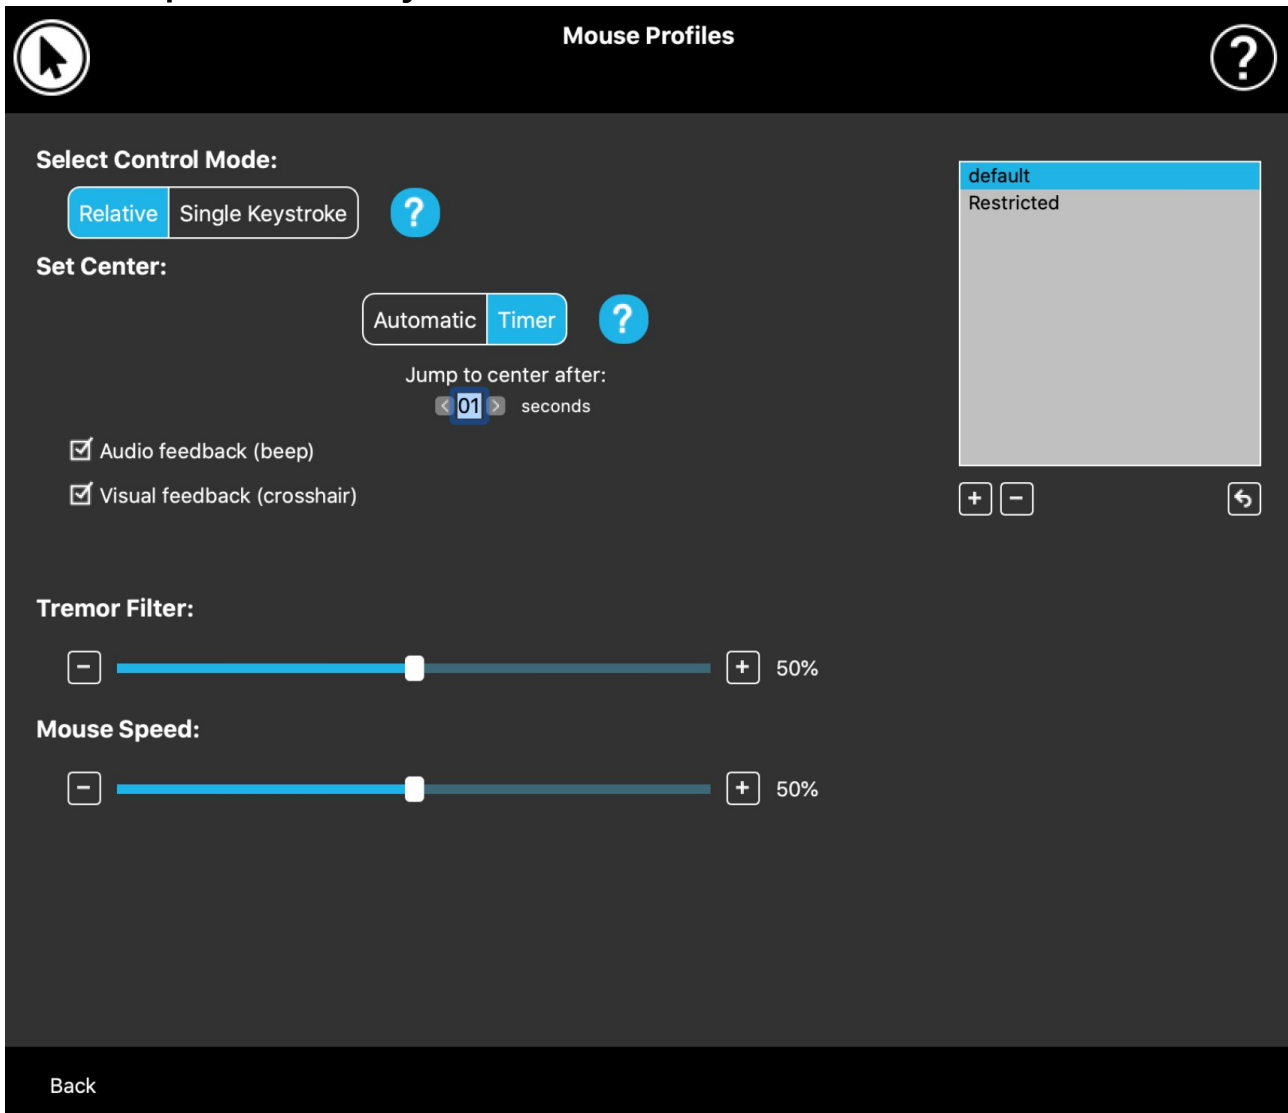 Mouse Profiles
?
Select Control Mode:
Relative Single Keystroke ?
Set Center:
Automatic Timer ?
Jump to center after:
< 01 > seconds
Audio feedback (beep)
Visual feedback (crosshair)
default
Restricted
+ −
Tremor Filter:
− + 50%
Mouse Speed:
− + 50%
Back